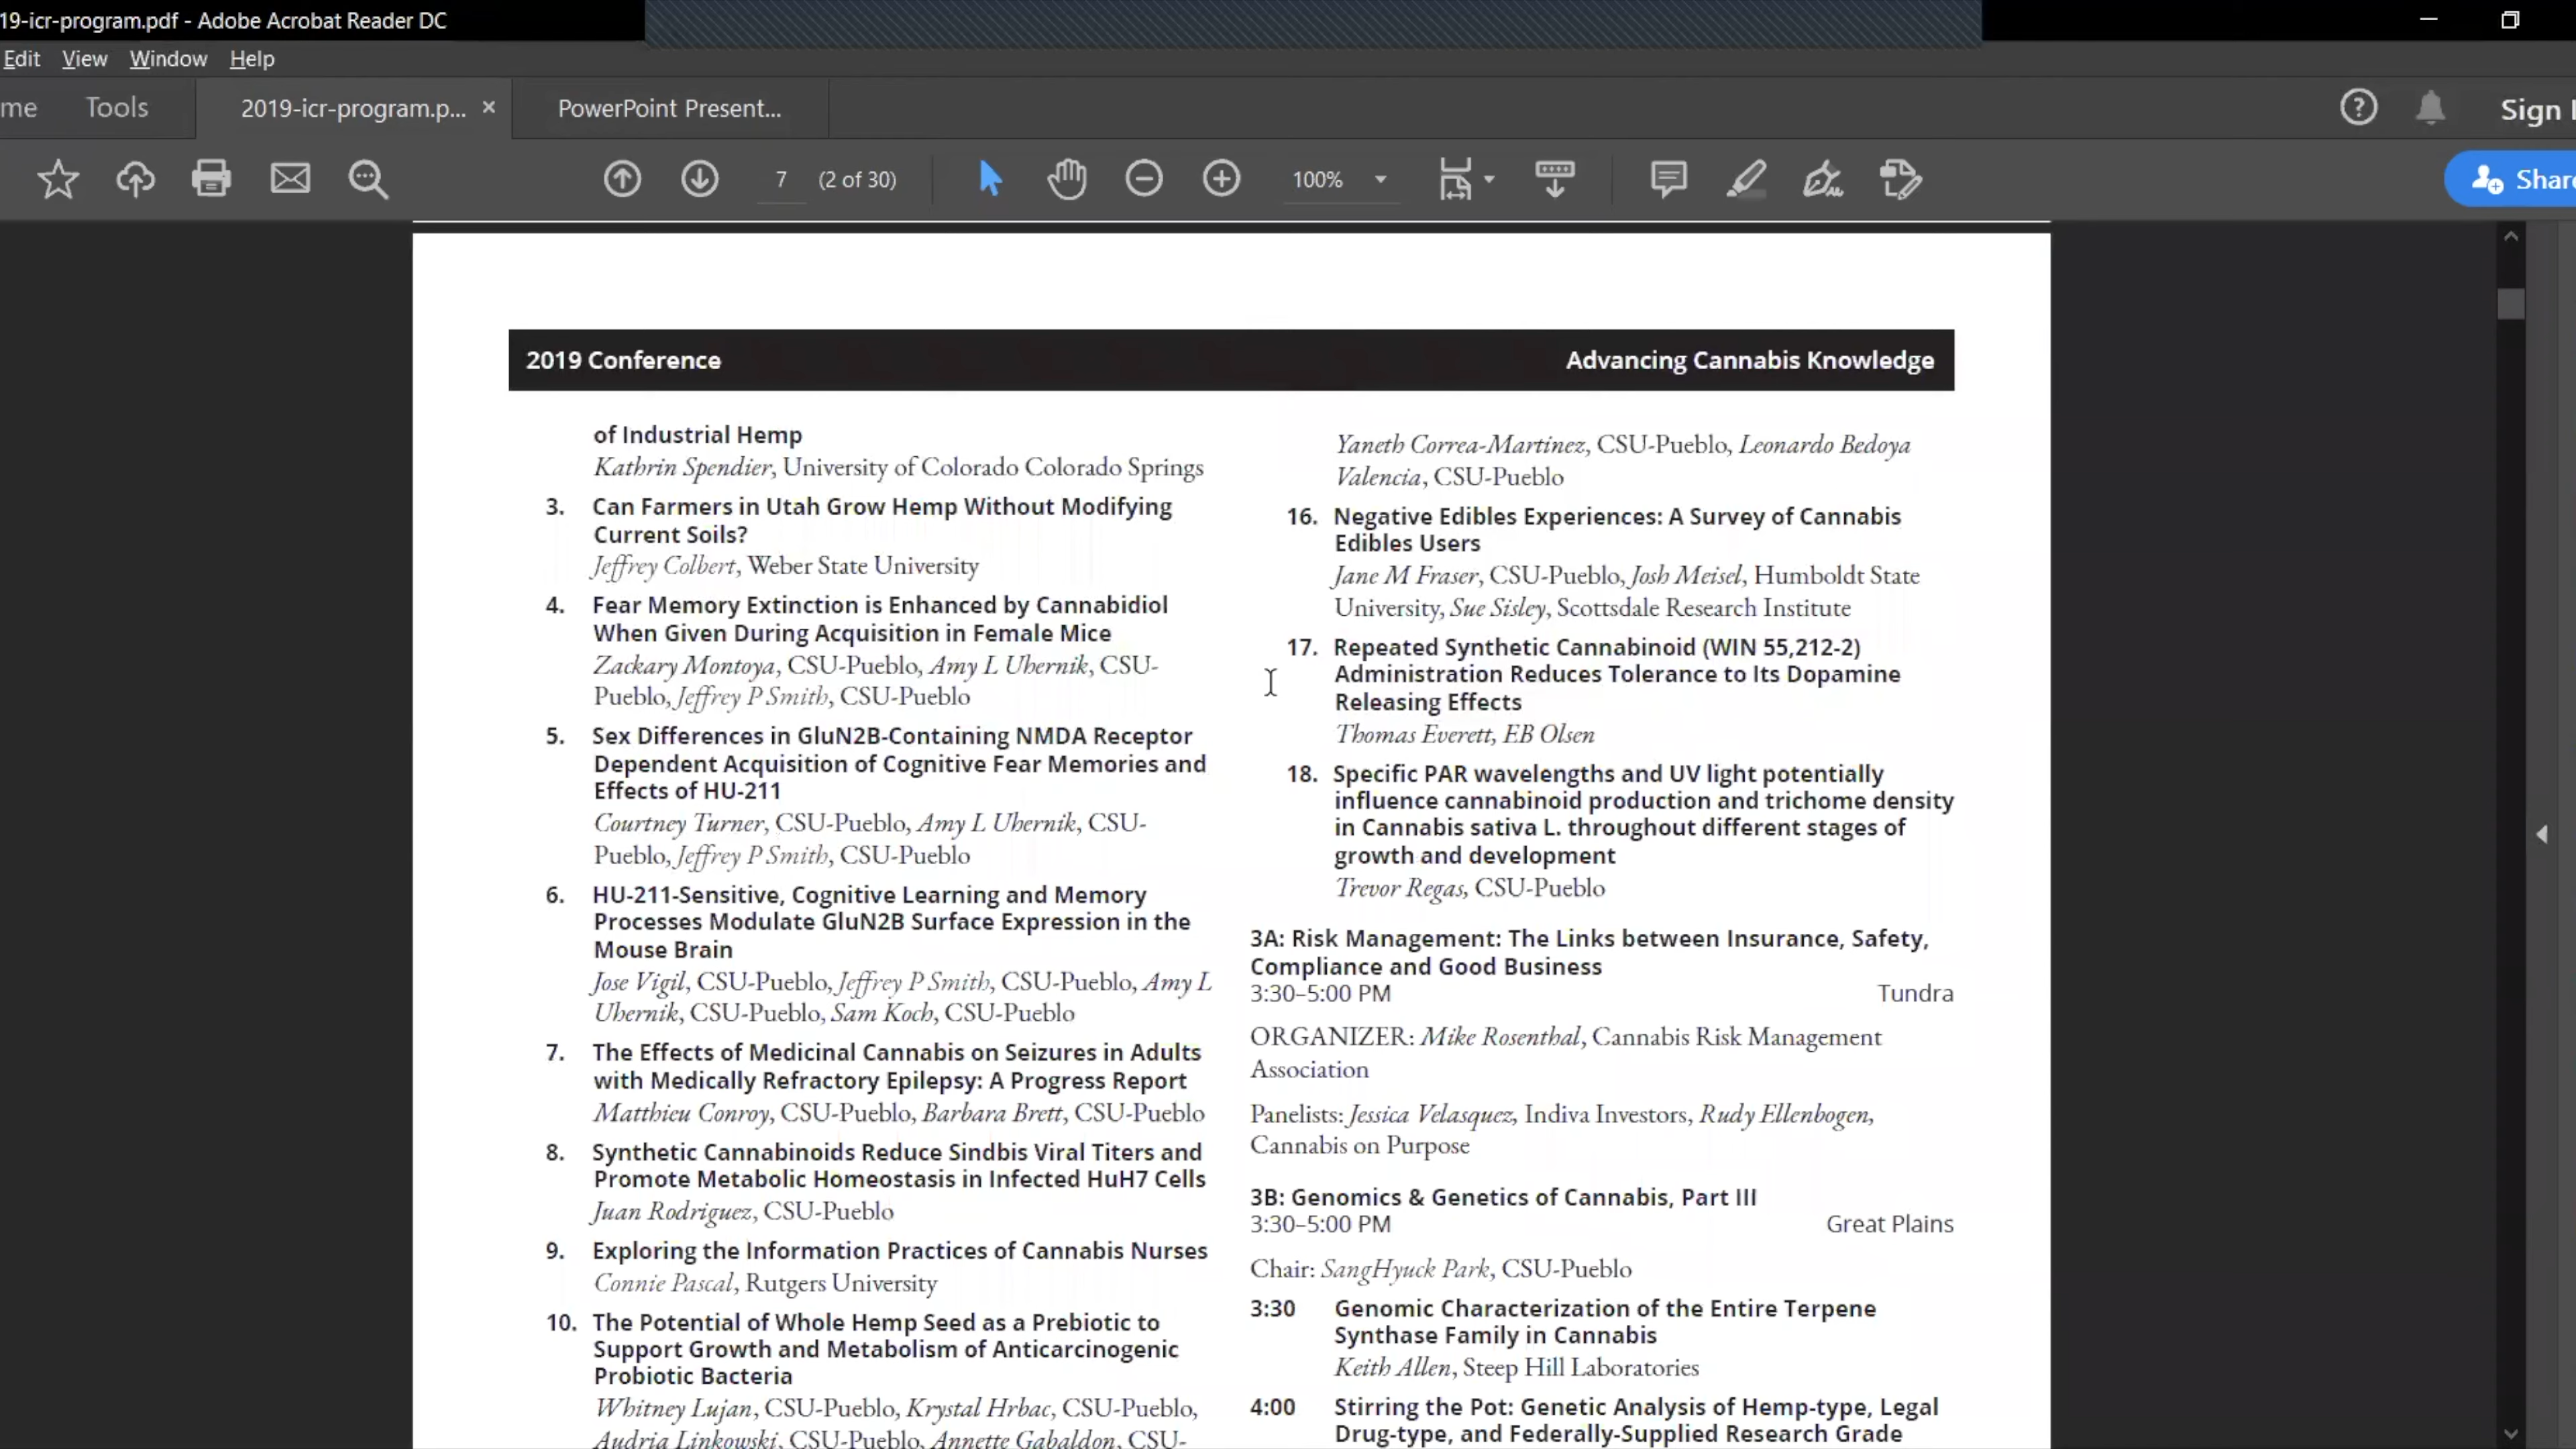 19-icr-program.pdf - Adobe Acrobat Reader DC
Edit View Window Help
me Tools 2019-icr-program.p... × PowerPoint Present... Sign
7 (2 of 30) 100% Share
2019 Conference Advancing Cannabis Knowledge
of Industrial Hemp
Kathrin Spendier, University of Colorado Colorado Springs
3. Can Farmers in Utah Grow Hemp Without Modifying
Current Soils?
Jeffrey Colbert, Weber State University
4. Fear Memory Extinction is Enhanced by Cannabidiol
When Given During Acquisition in Female Mice
Zackary Montoya, CSU-Pueblo, Amy L Uhernik, CSU-
Pueblo, Jeffrey P Smith, CSU-Pueblo
5. Sex Differences in GluN2B-Containing NMDA Receptor
Dependent Acquisition of Cognitive Fear Memories and
Effects of HU-211
Courtney Turner, CSU-Pueblo, Amy L Uhernik, CSU-
Pueblo, Jeffrey P Smith, CSU-Pueblo
6. HU-211-Sensitive, Cognitive Learning and Memory
Processes Modulate GluN2B Surface Expression in the
Mouse Brain
Jose Vigil, CSU-Pueblo, Jeffrey P Smith, CSU-Pueblo, Amy L
Uhernik, CSU-Pueblo, Sam Koch, CSU-Pueblo
7. The Effects of Medicinal Cannabis on Seizures in Adults
with Medically Refractory Epilepsy: A Progress Report
Matthieu Conroy, CSU-Pueblo, Barbara Brett, CSU-Pueblo
8. Synthetic Cannabinoids Reduce Sindbis Viral Titers and
Promote Metabolic Homeostasis in Infected HuH7 Cells
Juan Rodriguez, CSU-Pueblo
9. Exploring the Information Practices of Cannabis Nurses
Connie Pascal, Rutgers University
10. The Potential of Whole Hemp Seed as a Prebiotic to
Support Growth and Metabolism of Anticarcinogenic
Probiotic Bacteria
Whitney Lujan, CSU-Pueblo, Krystal Hrbac, CSU-Pueblo,
Audria Linkowski, CSU-Pueblo, Annette Gabaldon, CSU-
Yaneth Correa-Martinez, CSU-Pueblo, Leonardo Bedoya
Valencia, CSU-Pueblo
16. Negative Edibles Experiences: A Survey of Cannabis
Edibles Users
Jane M Fraser, CSU-Pueblo, Josh Meisel, Humboldt State
University, Sue Sisley, Scottsdale Research Institute
17. Repeated Synthetic Cannabinoid (WIN 55,212-2)
Administration Reduces Tolerance to Its Dopamine
Releasing Effects
Thomas Everett, EB Olsen
18. Specific PAR wavelengths and UV light potentially
influence cannabinoid production and trichome density
in Cannabis sativa L. throughout different stages of
growth and development
Trevor Regas, CSU-Pueblo
3A: Risk Management: The Links between Insurance, Safety,
Compliance and Good Business
3:30–5:00 PM Tundra
ORGANIZER: Mike Rosenthal, Cannabis Risk Management
Association
Panelists: Jessica Velasquez, Indiva Investors, Rudy Ellenbogen,
Cannabis on Purpose
3B: Genomics & Genetics of Cannabis, Part III
3:30–5:00 PM Great Plains
Chair: SangHyuck Park, CSU-Pueblo
3:30 Genomic Characterization of the Entire Terpene
Synthase Family in Cannabis
Keith Allen, Steep Hill Laboratories
4:00 Stirring the Pot: Genetic Analysis of Hemp-type, Legal
Drug-type, and Federally-Supplied Research Grade